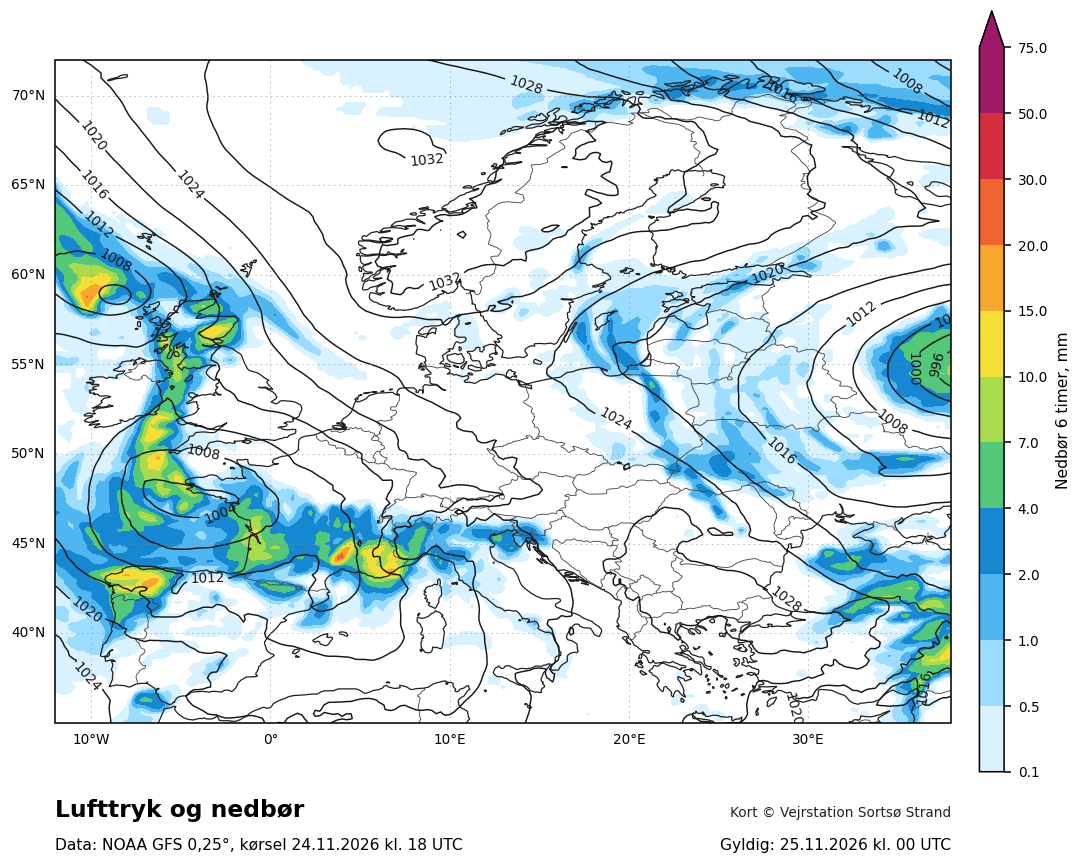 75.0
50.0
30.0
20.0
15.0
10.0
7.0
4.0
2.0
1.0
0.5
0.1
Nedbør 6 timer, mm
70°N
65°N
60°N
55°N
50°N
45°N
40°N
10°W
0°
10°E
20°E
30°E
1028
1016
1008
1012
1020
1032
1016
1024
1012
1008
1032
1020
1012
1000
996
1024
1008
1008
1016
1004
1012
1020
1028
1024
1020
Lufttryk og nedbør
Kort © Vejrstation Sortsø Strand
Data: NOAA GFS 0,25°, kørsel 24.11.2026 kl. 18 UTC
Gyldig: 25.11.2026 kl. 00 UTC